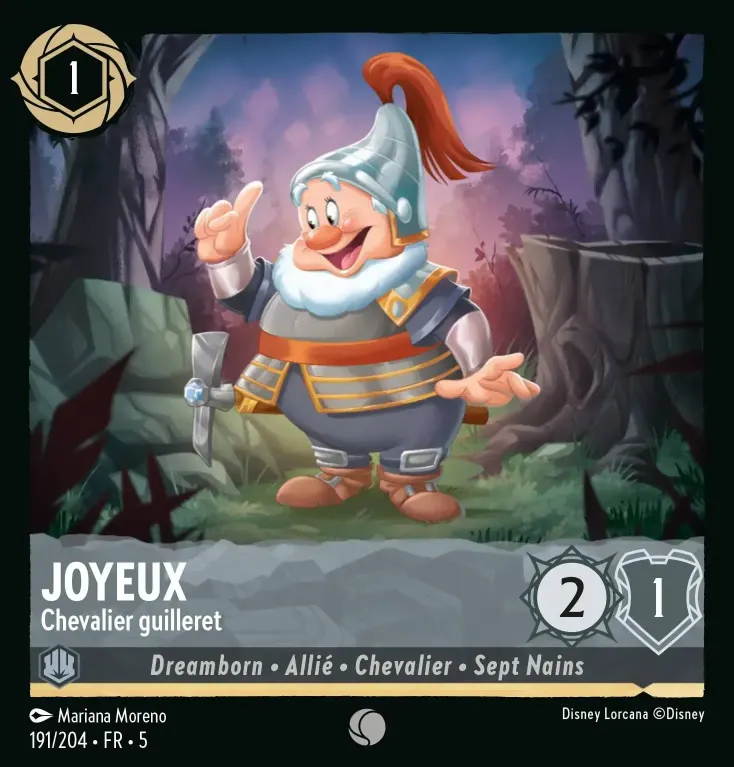 1
JOYEUX
Chevalier guilleret
2
1
Dreamborn • Allié • Chevalier • Sept Nains
Mariana Moreno
Disney Lorcana ©Disney
191/204 • FR • 5